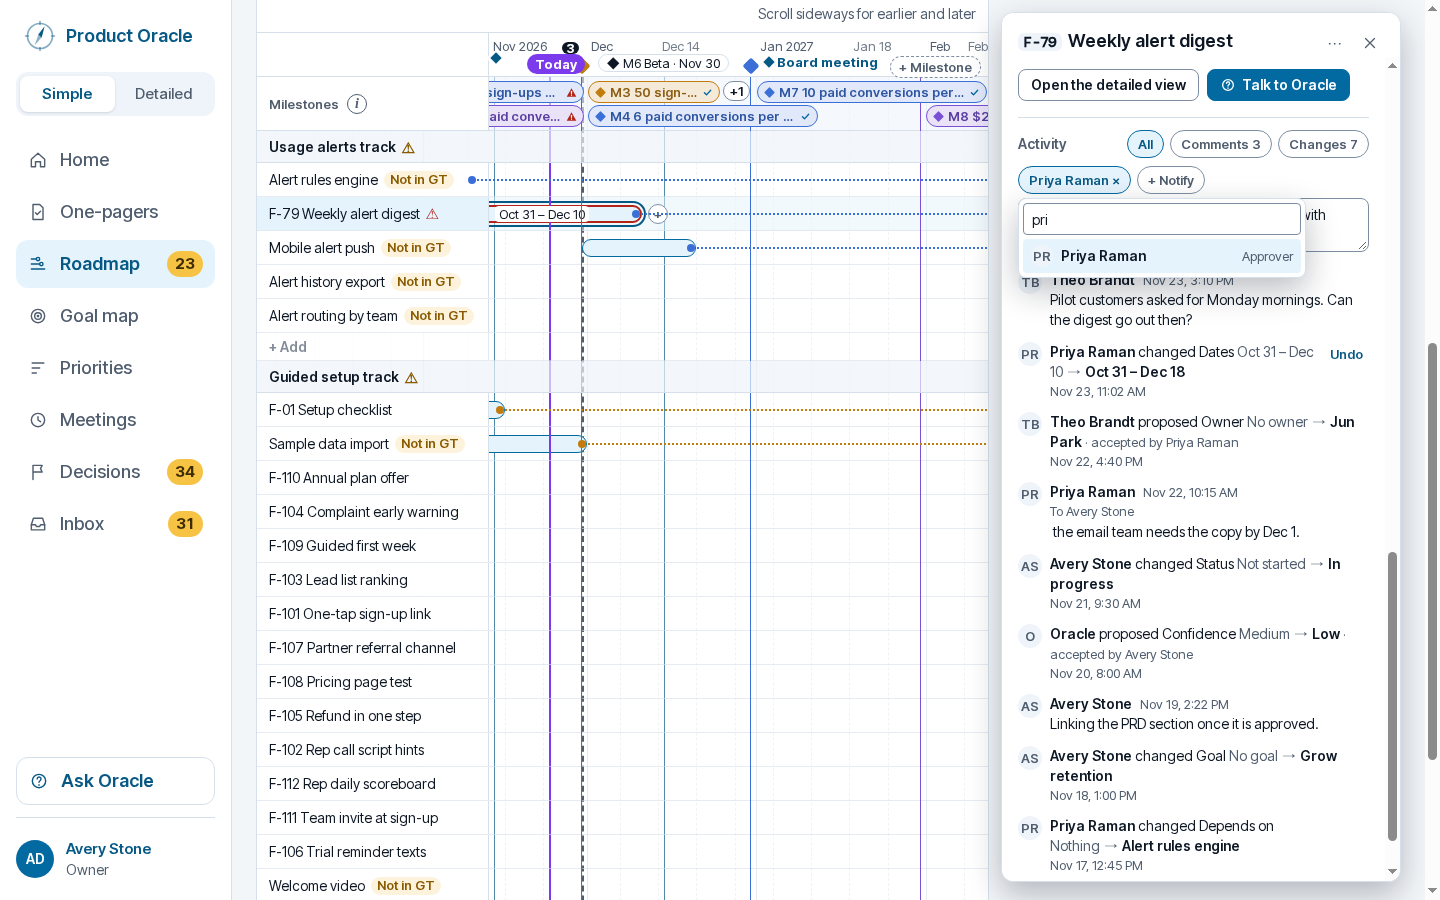 Product Oracle
Simple
Detailed
Home
One-pagers
Roadmap 23
Goal map
Priorities
Meetings
Decisions 34
Inbox 31
Ask Oracle
AD
Avery Stone
Owner
Scroll sideways for earlier and later
Nov 2026 3 Dec Dec 14 Jan 2027 Jan 18 Feb Feb
Today M6 Beta · Nov 30 Board meeting + Milestone
Milestones i
sign-ups ... M3 50 sign-... +1 M7 10 paid conversions per...
aid conve... M4 6 paid conversions per ... M8 $2
Usage alerts track
Alert rules engine Not in GT
F-79 Weekly alert digest Oct 31 – Dec 10
Mobile alert push Not in GT
Alert history export Not in GT
Alert routing by team Not in GT
+ Add
Guided setup track
F-01 Setup checklist
Sample data import Not in GT
F-110 Annual plan offer
F-104 Complaint early warning
F-109 Guided first week
F-103 Lead list ranking
F-101 One-tap sign-up link
F-107 Partner referral channel
F-108 Pricing page test
F-105 Refund in one step
F-102 Rep call script hints
F-112 Rep daily scoreboard
F-111 Team invite at sign-up
F-106 Trial reminder texts
Welcome video Not in GT
F-79 Weekly alert digest
Open the detailed view
Talk to Oracle
Activity All Comments 3 Changes 7
Priya Raman × + Notify
with
pri
PR Priya Raman Approver
TB Theo Brandt Nov 23, 3:10 PM
Pilot customers asked for Monday mornings. Can
the digest go out then?
PR Priya Raman changed Dates Oct 31 – Dec Undo
10 → Oct 31 – Dec 18
Nov 23, 11:02 AM
TB Theo Brandt proposed Owner No owner → Jun
Park · accepted by Priya Raman
Nov 22, 4:40 PM
PR Priya Raman Nov 22, 10:15 AM
To Avery Stone
the email team needs the copy by Dec 1.
AS Avery Stone changed Status Not started → In
progress
Nov 21, 9:30 AM
O Oracle proposed Confidence Medium → Low ·
accepted by Avery Stone
Nov 20, 8:00 AM
AS Avery Stone Nov 19, 2:22 PM
Linking the PRD section once it is approved.
AS Avery Stone changed Goal No goal → Grow
retention
Nov 18, 1:00 PM
PR Priya Raman changed Depends on
Nothing → Alert rules engine
Nov 17, 12:45 PM